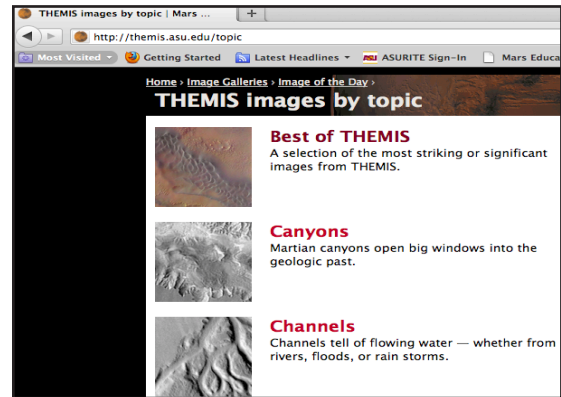 THEMIS images by topic | Mars ...
http://themis.asu.edu/topic
Most Visited Getting Started Latest Headlines ASU ASURITE Sign-In Mars Educa
Home › Image Galleries › Image of the Day ›
THEMIS images by topic
Best of THEMIS
A selection of the most striking or significant
images from THEMIS.
Canyons
Martian canyons open big windows into the
geologic past.
Channels
Channels tell of flowing water — whether from
rivers, floods, or rain storms.